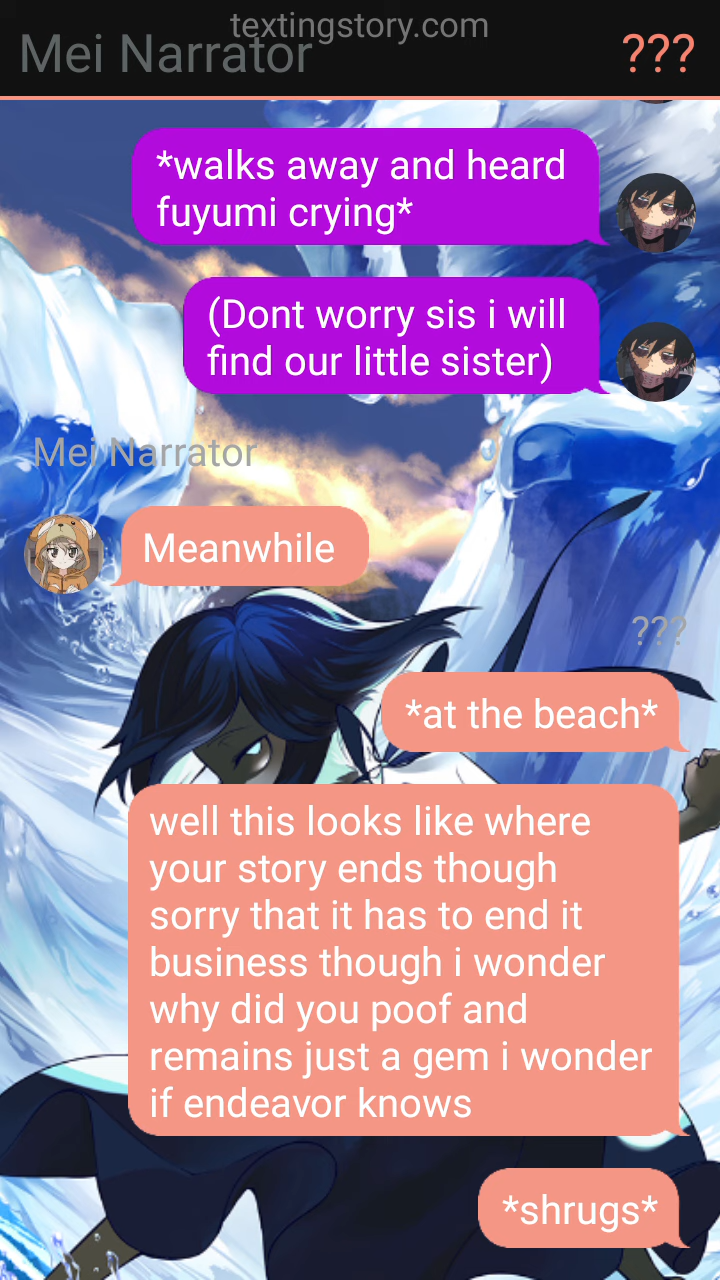 textingstory.com
Mei Narrator
???
*walks away and heard
fuyumi crying*
(Dont worry sis i will
find our little sister)
Mei Narrator
Meanwhile
???
*at the beach*
well this looks like where
your story ends though
sorry that it has to end it
business though i wonder
why did you poof and
remains just a gem i wonder
if endeavor knows
*shrugs*